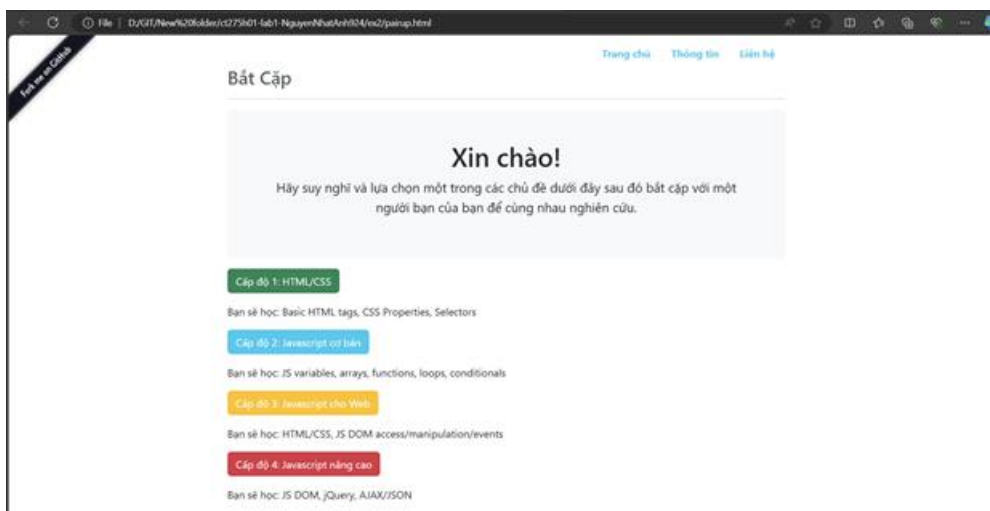 File | D:/GIT/New%20folder/ct275h01-lab1-NguyenNhatAnh924/ex2/pairup.html
Fork me on GitHub
Trang chủ Thông tin Liên hệ
Bắt Cặp
Xin chào!
Hãy suy nghĩ và lựa chọn một trong các chủ đề dưới đây sau đó bắt cặp với một
người bạn của bạn để cùng nhau nghiên cứu.
Cấp độ 1: HTML/CSS
Bạn sẽ học: Basic HTML tags, CSS Properties, Selectors
Cấp độ 2: Javascript cơ bản
Bạn sẽ học: JS variables, arrays, functions, loops, conditionals
Cấp độ 3: Javascript cho Web
Bạn sẽ học: HTML/CSS, JS DOM access/manipulation/events
Cấp độ 4: Javascript nâng cao
Bạn sẽ học: JS DOM, jQuery, AJAX/JSON